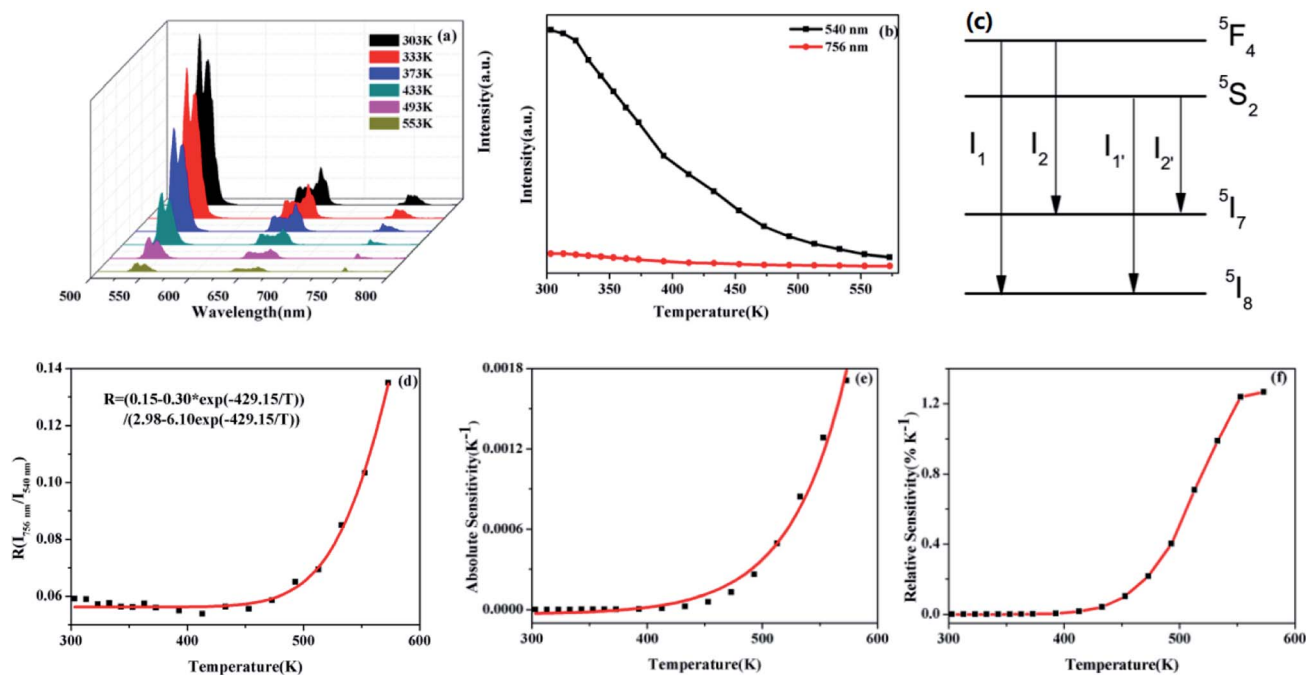 (a)
303K
333K
373K
433K
493K
553K
500 550 600 650 700 750 800
Wavelength(nm)
Intensity(a.u.)
(b)
540 nm
756 nm
Intensity(a.u.)
300 350 400 450 500 550
Temperature(K)
(c)
⁵F₄
⁵S₂
I₁ I₂ I₁' I₂'
⁵I₇
⁵I₈
(d)
R=(0.15-0.30*exp(-429.15/T))
/(2.98-6.10exp(-429.15/T))
R(I₇₅₆ ₙₘ/I₅₄₀ ₙₘ)
0.14
0.12
0.10
0.08
0.06
300 400 500 600
Temperature(K)
(e)
Absolute Sensitivity(K⁻¹)
0.0018
0.0012
0.0006
0.0000
300 400 500 600
Temperature(K)
(f)
Relative Sensitivity(% K⁻¹)
1.2
0.8
0.4
0.0
300 400 500 600
Temperature(K)